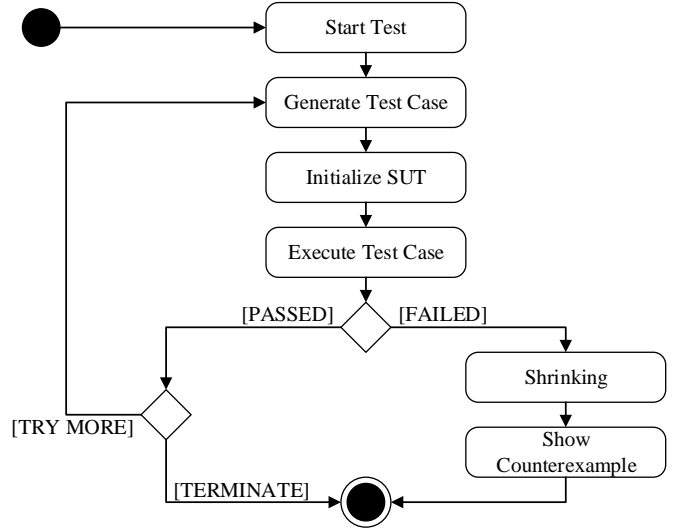 Start Test
Generate Test Case
Initialize SUT
Execute Test Case
[PASSED]
[FAILED]
Shrinking
[TRY MORE]
Show
Counterexample
[TERMINATE]